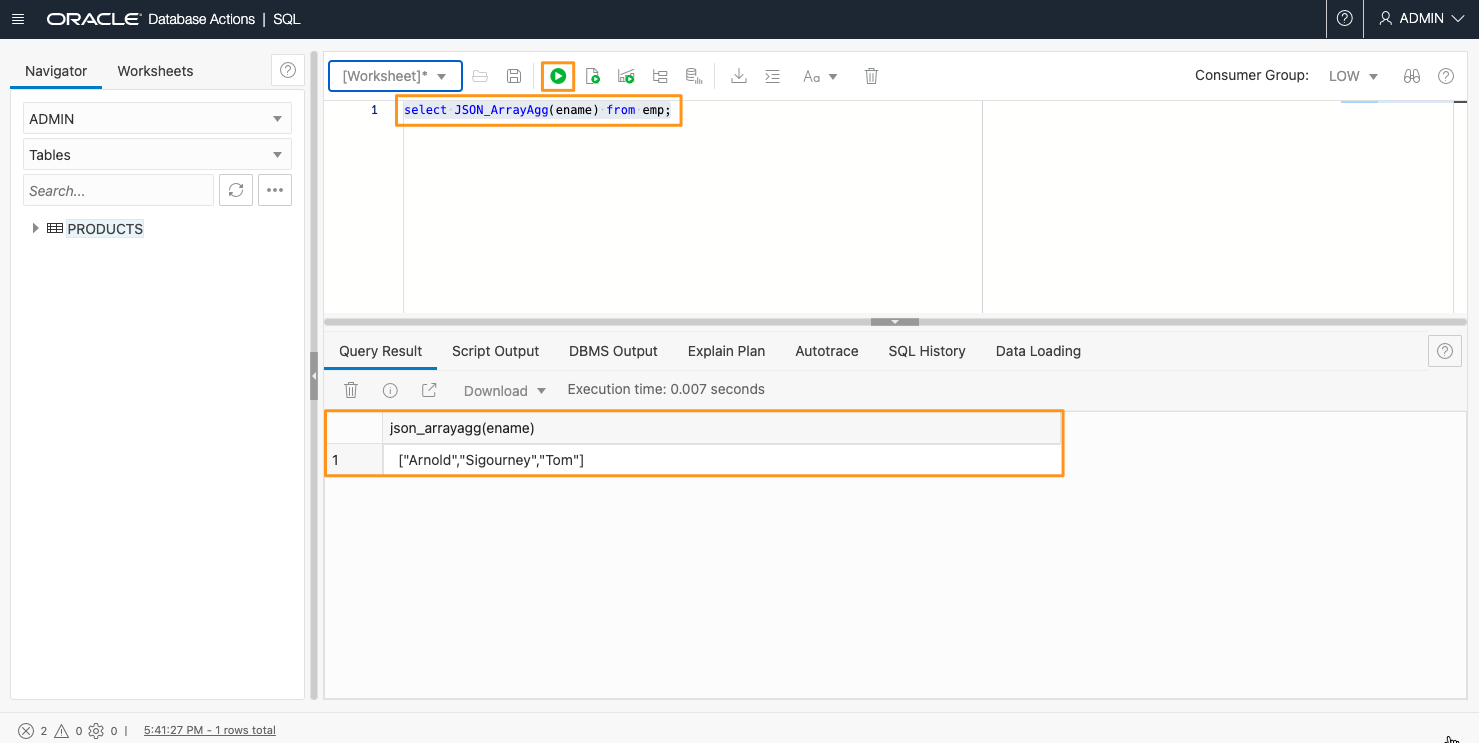 ORACLE Database Actions | SQL
ADMIN
Navigator
Worksheets
ADMIN
Tables
Search...
PRODUCTS
[Worksheet]*
Aa
Consumer Group: LOW
1 select JSON_ArrayAgg(ename) from emp;
Query Result
Script Output
DBMS Output
Explain Plan
Autotrace
SQL History
Data Loading
Download
Execution time: 0.007 seconds
json_arrayagg(ename)
1 ["Arnold","Sigourney","Tom"]
2 0 0 | 5:41:27 PM - 1 rows total